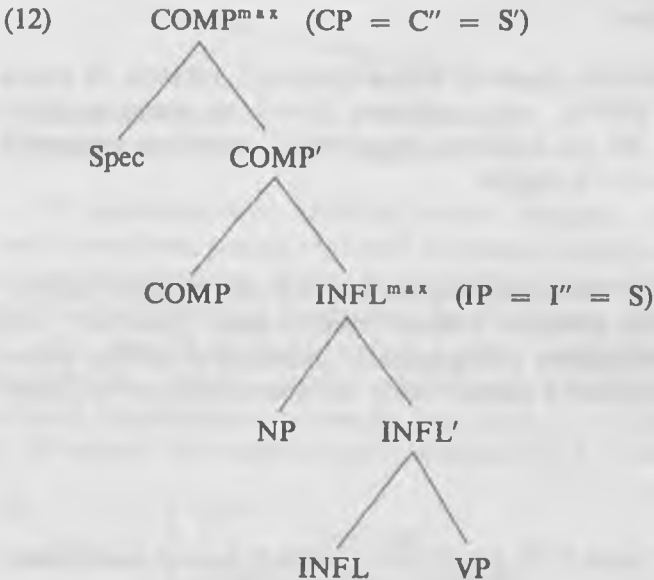 (12) COMPᵐᵃˣ (CP = C″ = S′)
Spec COMP′
COMP INFLᵐᵃˣ (IP = I″ = S)
NP INFL′
INFL VP